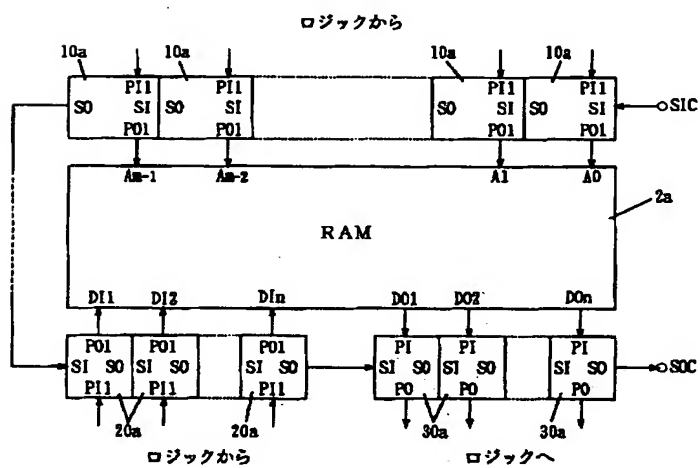 ロジックから
10a 10a 10a 10a
PI1 PI1 PI1 PI1
SO SI SO SI SO SI SO SI SIC
PO1 PO1 PO1 PO1
Am-1 Am-2 A1 A0
2a
RAM
DI1 DI2 DIn DO1 DO2 DOn
PO1 PO1 PO1 PI PI PI
SI SO SI SO SI SO SI SO SI SO SI SO SOC
PI1 PI1 PI1 PO PO PO
20a 20a 30a 30a
ロジックから ロジックへ